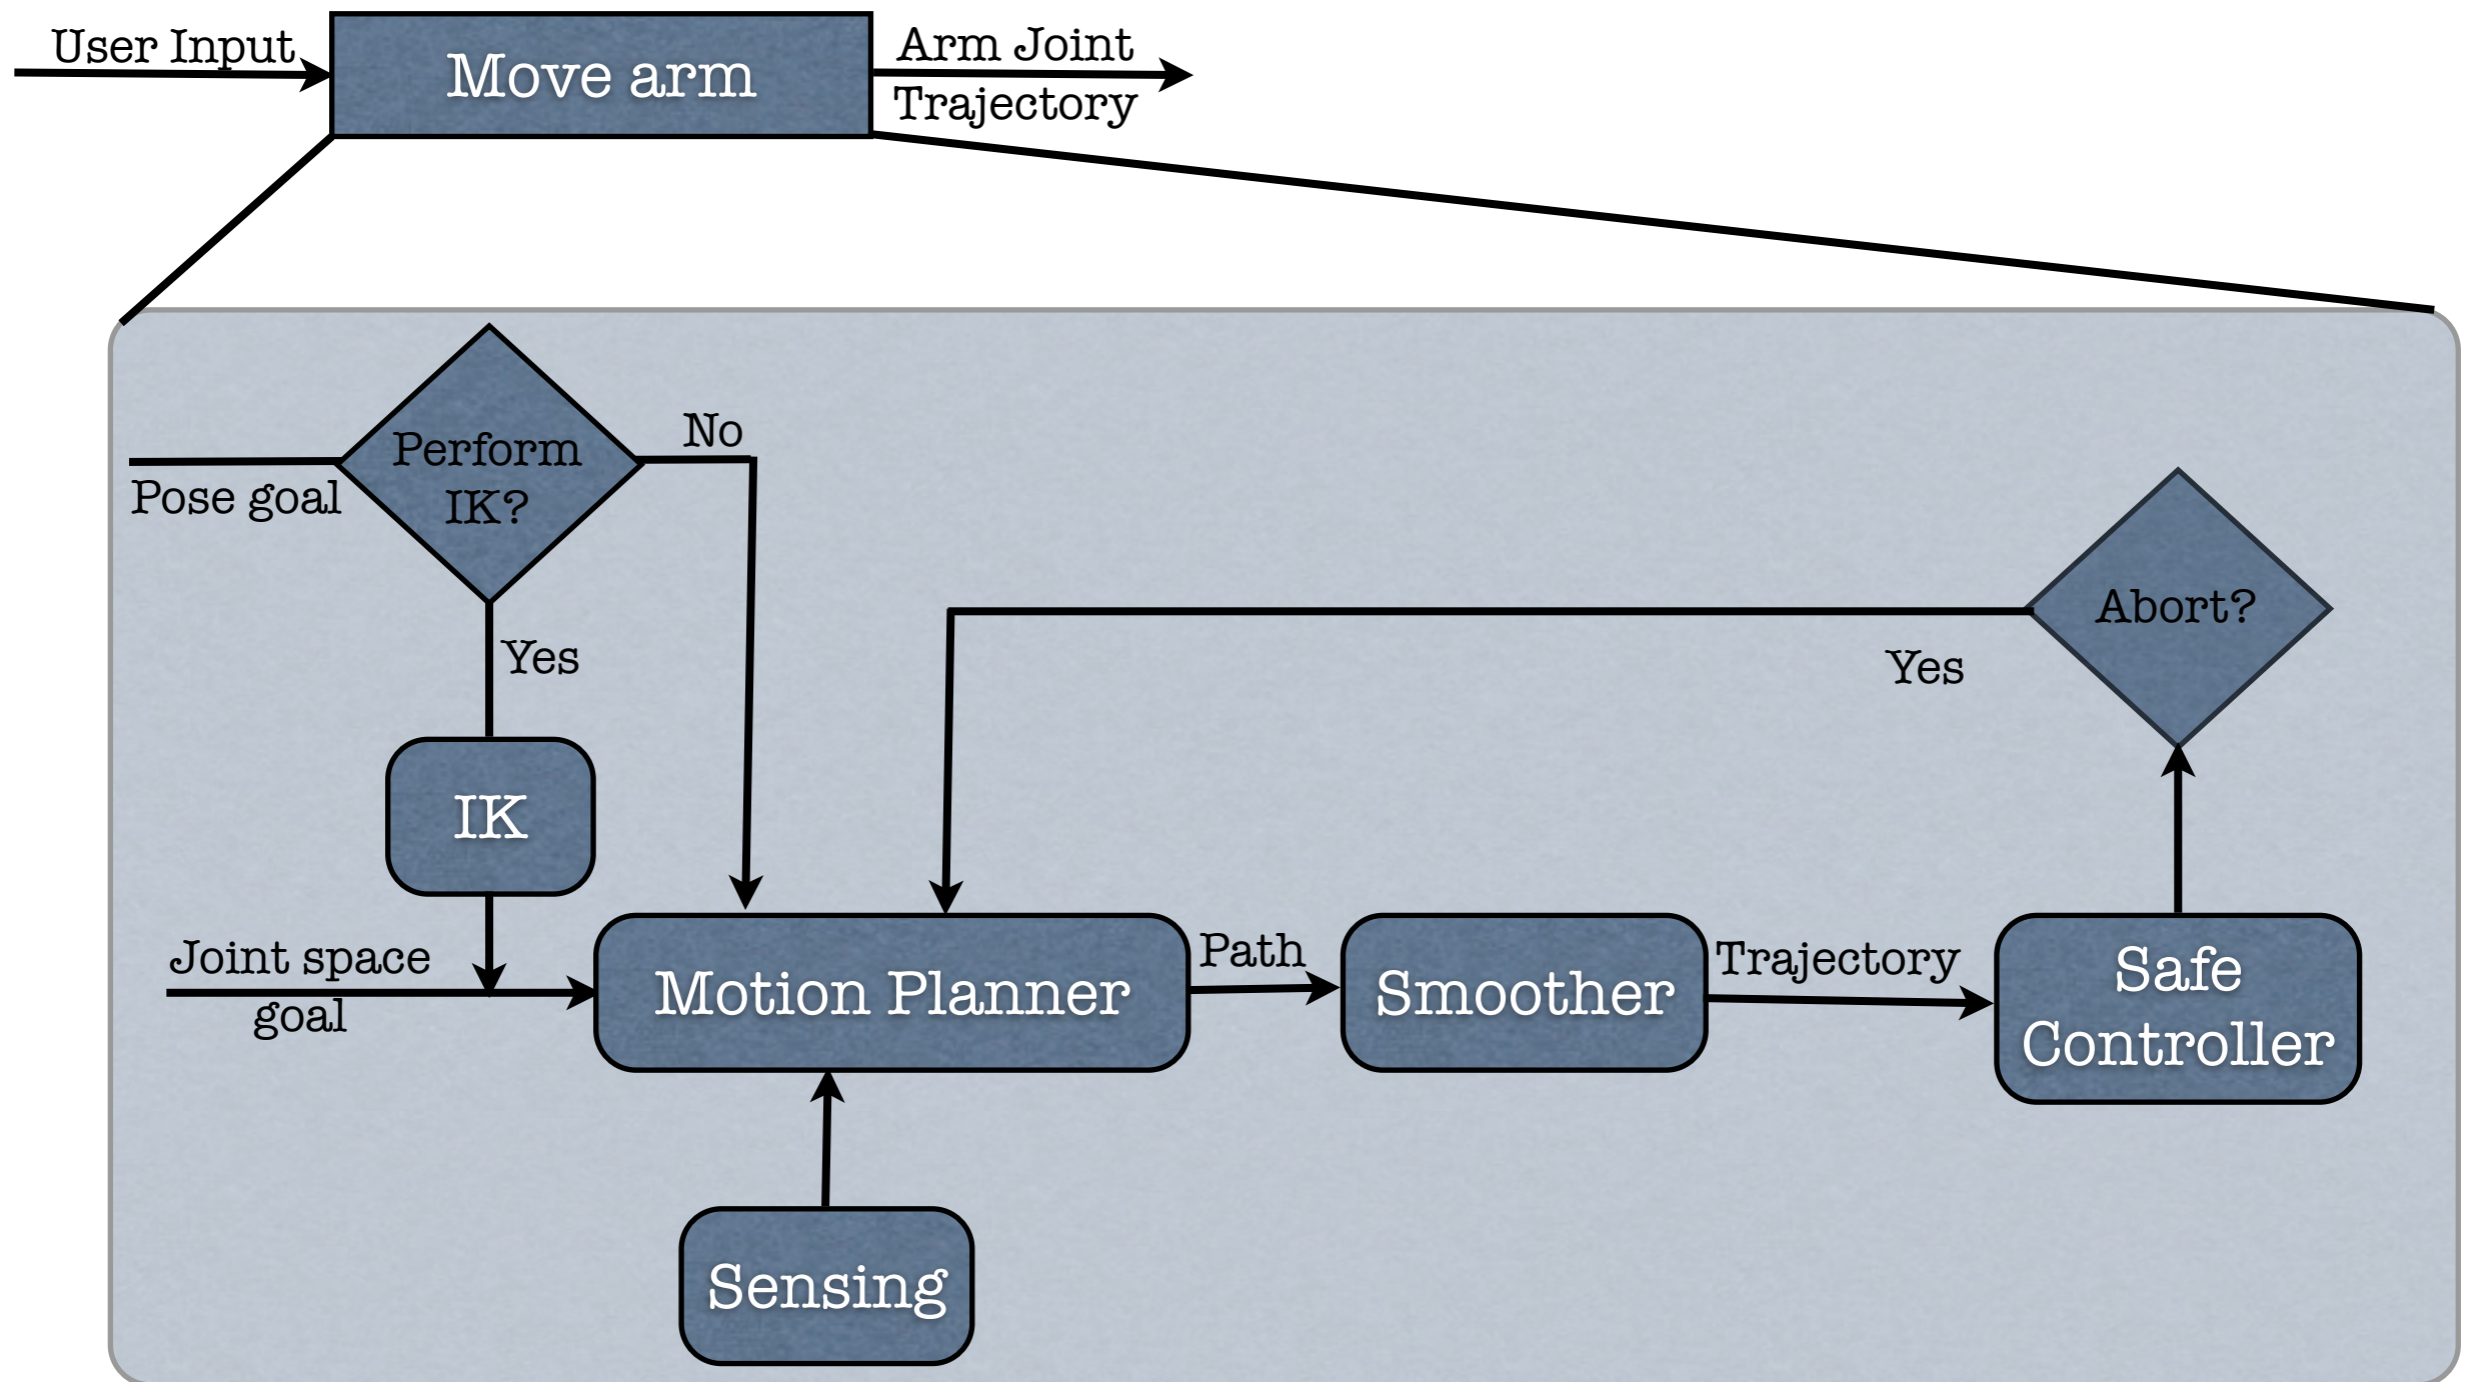 User Input
Move arm
Arm Joint
Trajectory
Perform
IK?
No
Pose goal
Yes
Abort?
Yes
IK
Joint space
goal
Motion Planner
Path
Smoother
Trajectory
Safe
Controller
Sensing